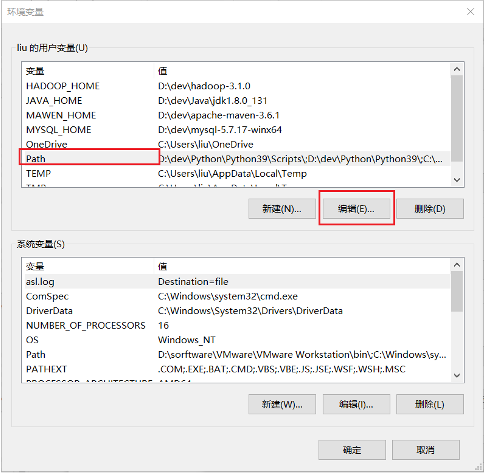 环境变量
liu 的用户变量(U)
变量 值
HADOOP_HOME D:\dev\hadoop-3.1.0
JAVA_HOME D:\dev\Java\jdk1.8.0_131
MAWEN_HOME D:\dev\apache-maven-3.6.1
MYSQL_HOME D:\dev\mysql-5.7.17-winx64
OneDrive C:\Users\liu\OneDrive
Path D:\dev\Python\Python39\Scripts\;D:\dev\Python\Python39\;C:\...
TEMP C:\Users\liu\AppData\Local\Temp
新建(N)... 编辑(E)... 删除(D)
系统变量(S)
变量 值
asl.log Destination=file
ComSpec C:\Windows\system32\cmd.exe
DriverData C:\Windows\System32\Drivers\DriverData
NUMBER_OF_PROCESSORS 16
OS Windows_NT
Path D:\sorftware\VMware\VMware Workstation\bin\;C:\Windows\sy...
PATHEXT .COM;.EXE;.BAT;.CMD;.VBS;.VBE;.JS;.JSE;.WSF;.WSH;.MSC
新建(W)... 编辑(I)... 删除(L)
确定 取消